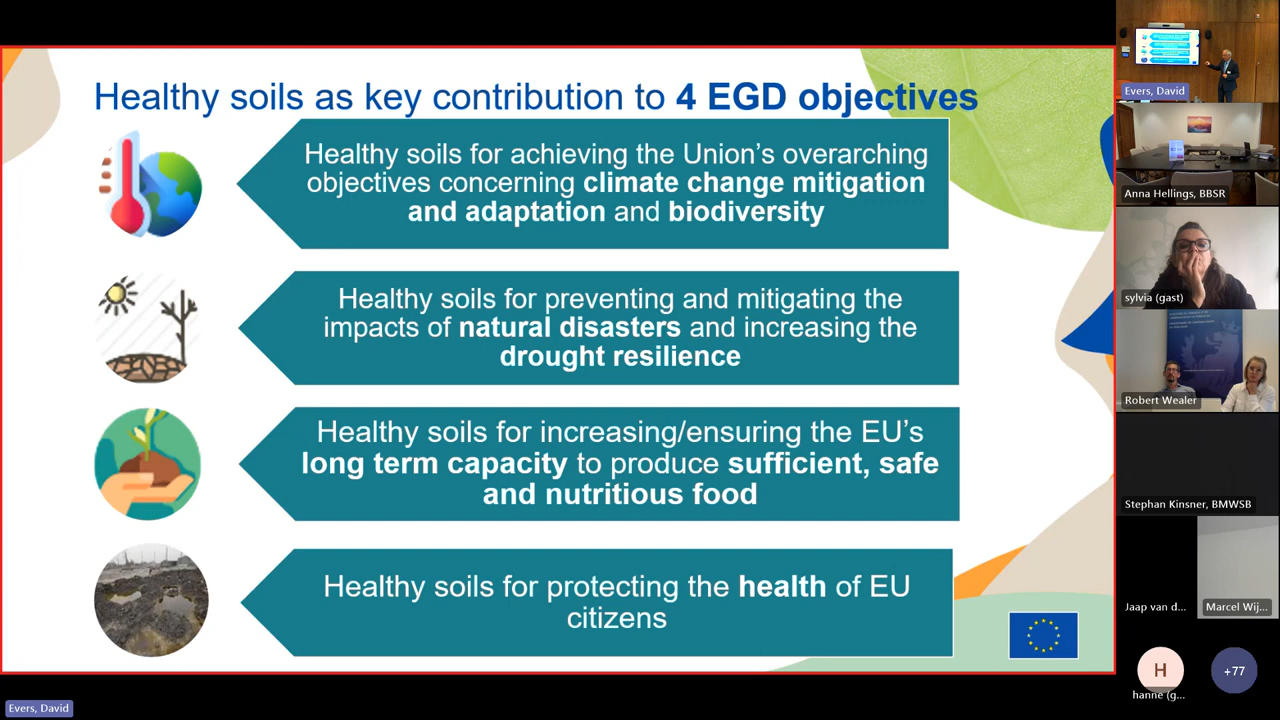 Healthy soils as key contribution to 4 EGD objectives
Healthy soils for achieving the Union's overarching
objectives concerning climate change mitigation
and adaptation and biodiversity
Healthy soils for preventing and mitigating the
impacts of natural disasters and increasing the
drought resilience
Healthy soils for increasing/ensuring the EU's
long term capacity to produce sufficient, safe
and nutritious food
Healthy soils for protecting the health of EU
citizens
Evers, David
Anna Hellings, BBSR
sylvia (gast)
Robert Wealer
Stephan Kinsner, BMWSB
Jaap van d...
Marcel Wij...
H
hanne (g...
+77
Evers, David